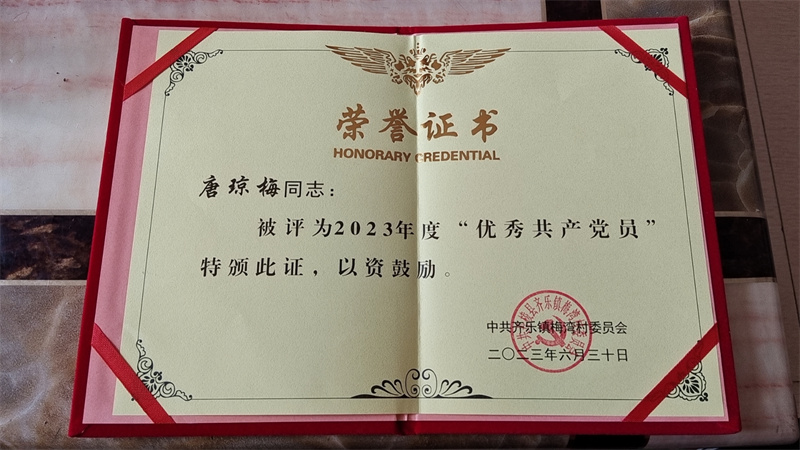 荣誉证书
HONORARY CREDENTIAL
唐琼梅同志：
被评为2023年度“优秀共产党员”
特颁此证，以资鼓励。
中共齐乐镇梅湾村委员会
二〇二三年六月三十日